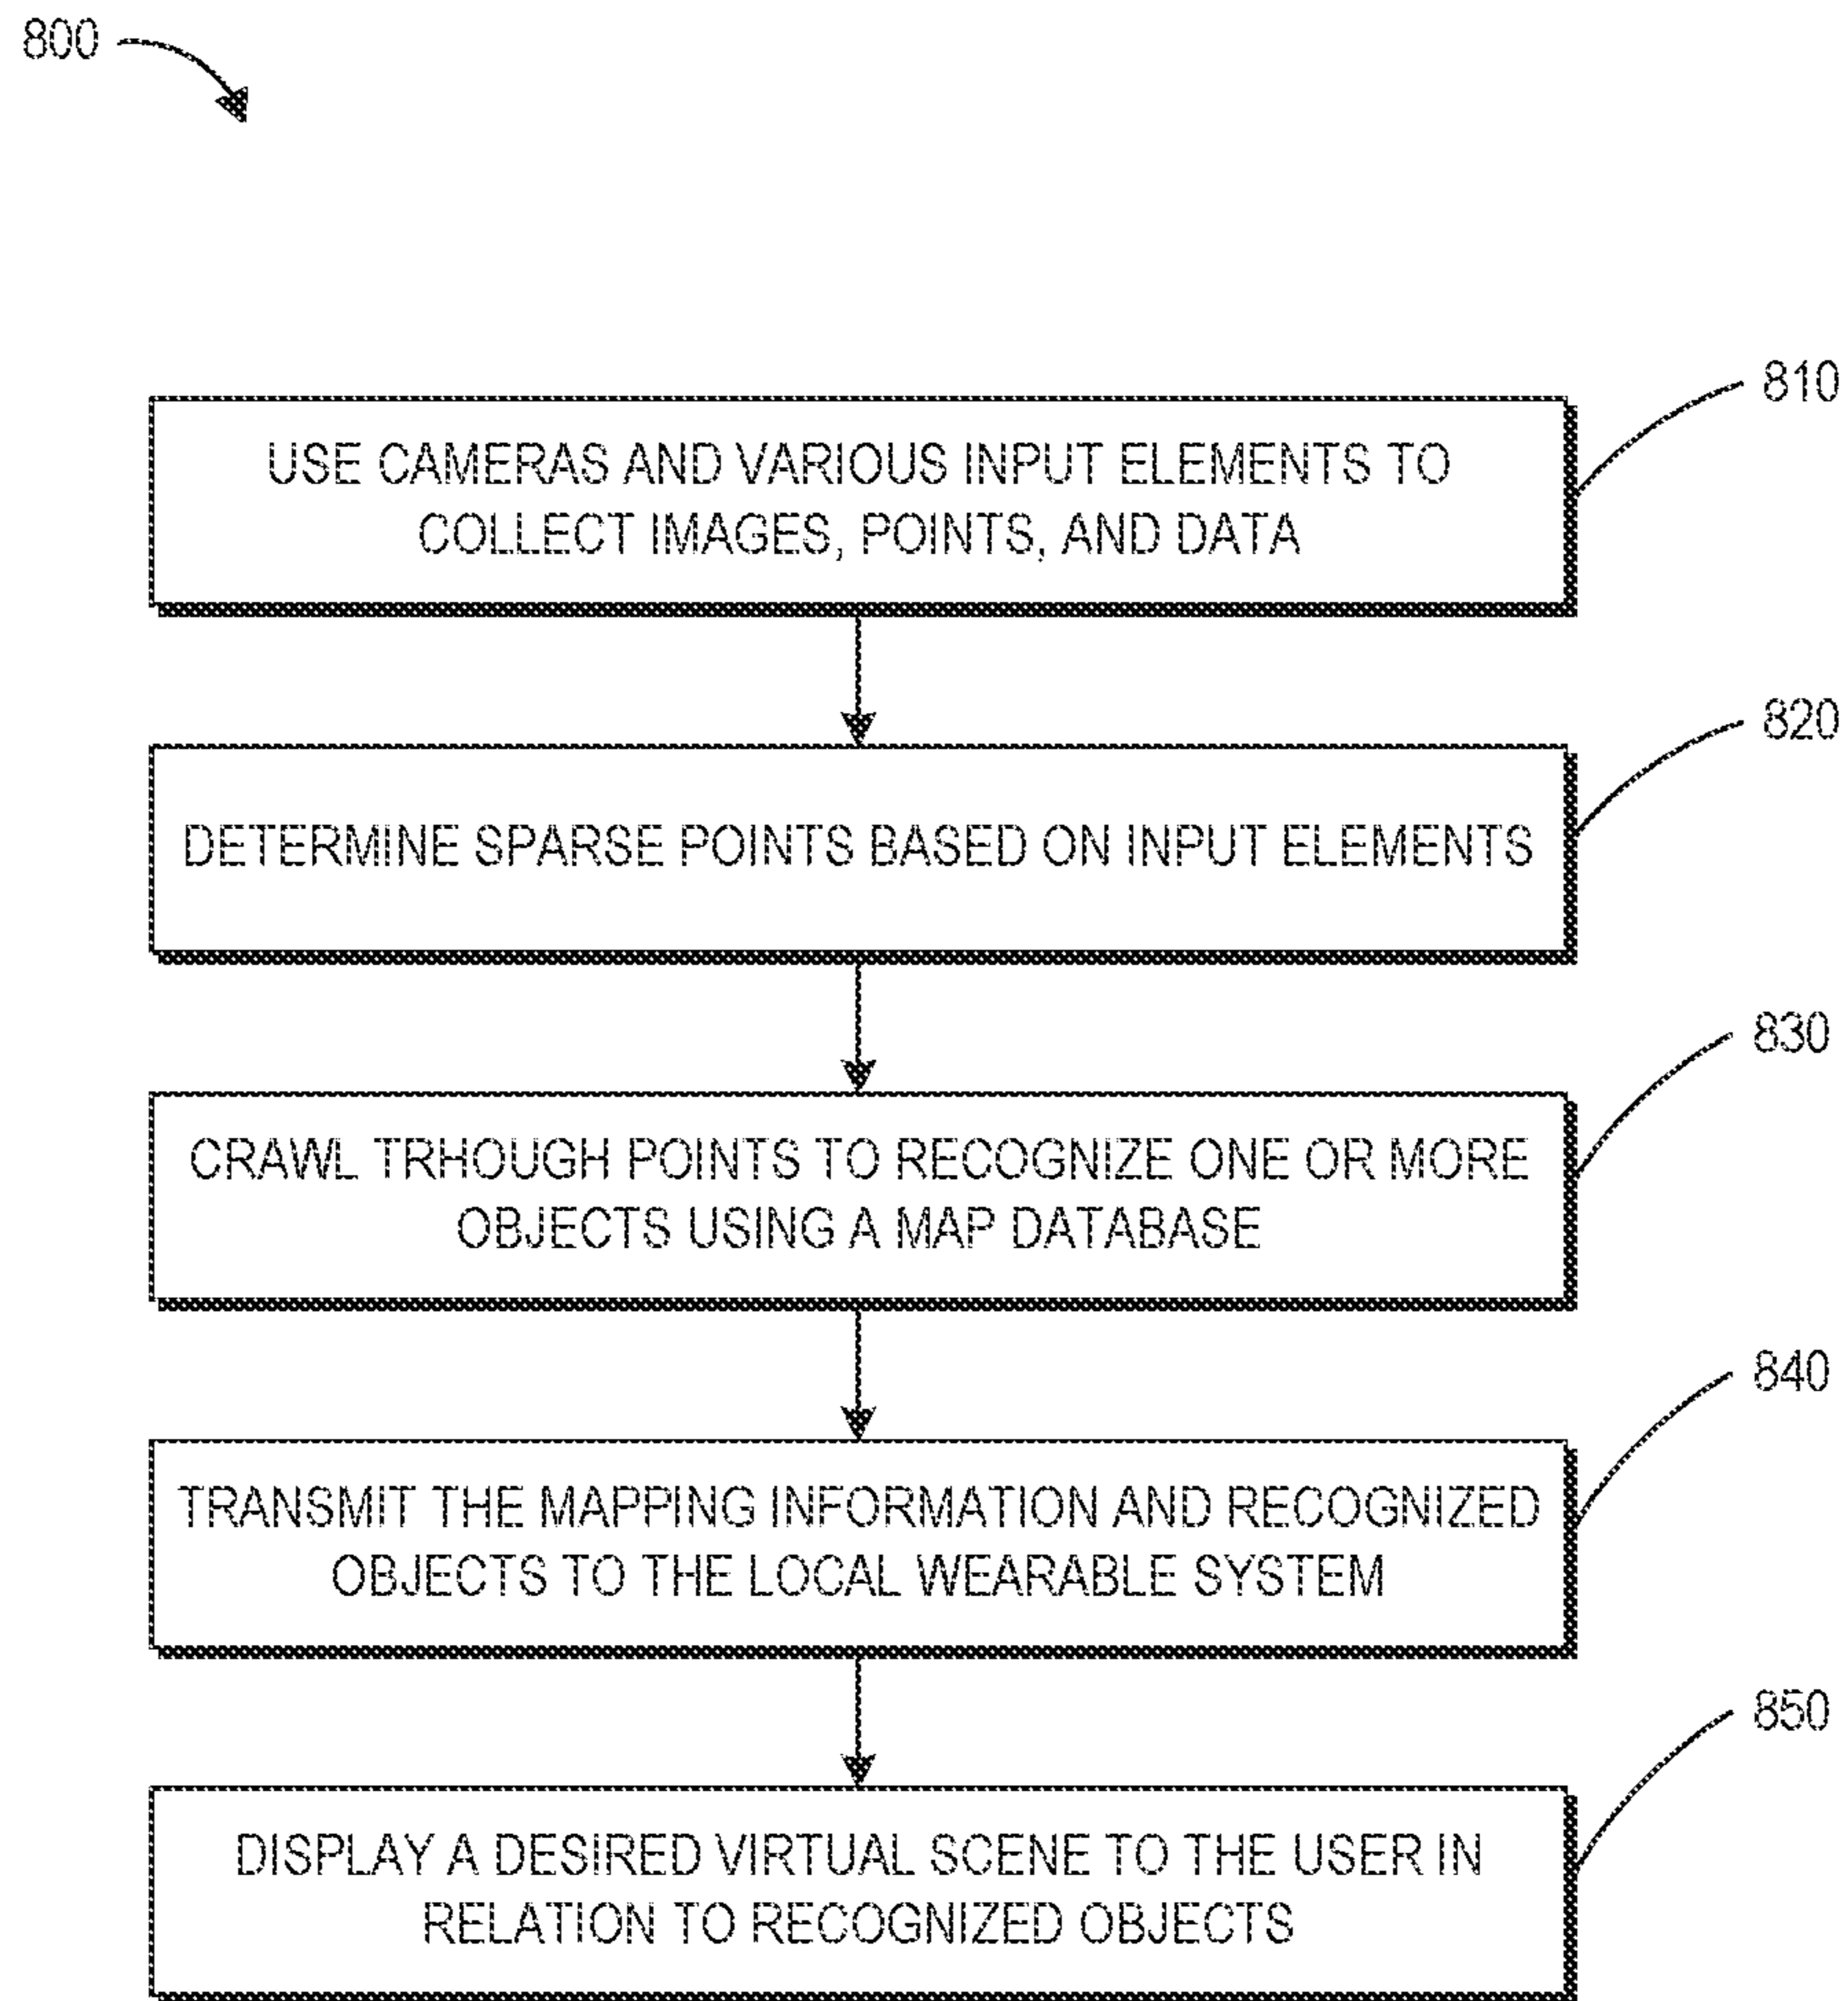 800
810
USE CAMERAS AND VARIOUS INPUT ELEMENTS TO
COLLECT IMAGES, POINTS, AND DATA
820
DETERMINE SPARSE POINTS BASED ON INPUT ELEMENTS
830
CRAWL TRHOUGH POINTS TO RECOGNIZE ONE OR MORE
OBJECTS USING A MAP DATABASE
840
TRANSMIT THE MAPPING INFORMATION AND RECOGNIZED
OBJECTS TO THE LOCAL WEARABLE SYSTEM
850
DISPLAY A DESIRED VIRTUAL SCENE TO THE USER IN
RELATION TO RECOGNIZED OBJECTS